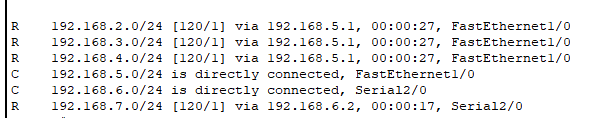 R    192.168.2.0/24 [120/1] via 192.168.5.1, 00:00:27, FastEthernet1/0
R    192.168.3.0/24 [120/1] via 192.168.5.1, 00:00:27, FastEthernet1/0
R    192.168.4.0/24 [120/1] via 192.168.5.1, 00:00:27, FastEthernet1/0
C    192.168.5.0/24 is directly connected, FastEthernet1/0
C    192.168.6.0/24 is directly connected, Serial2/0
R    192.168.7.0/24 [120/1] via 192.168.6.2, 00:00:17, Serial2/0